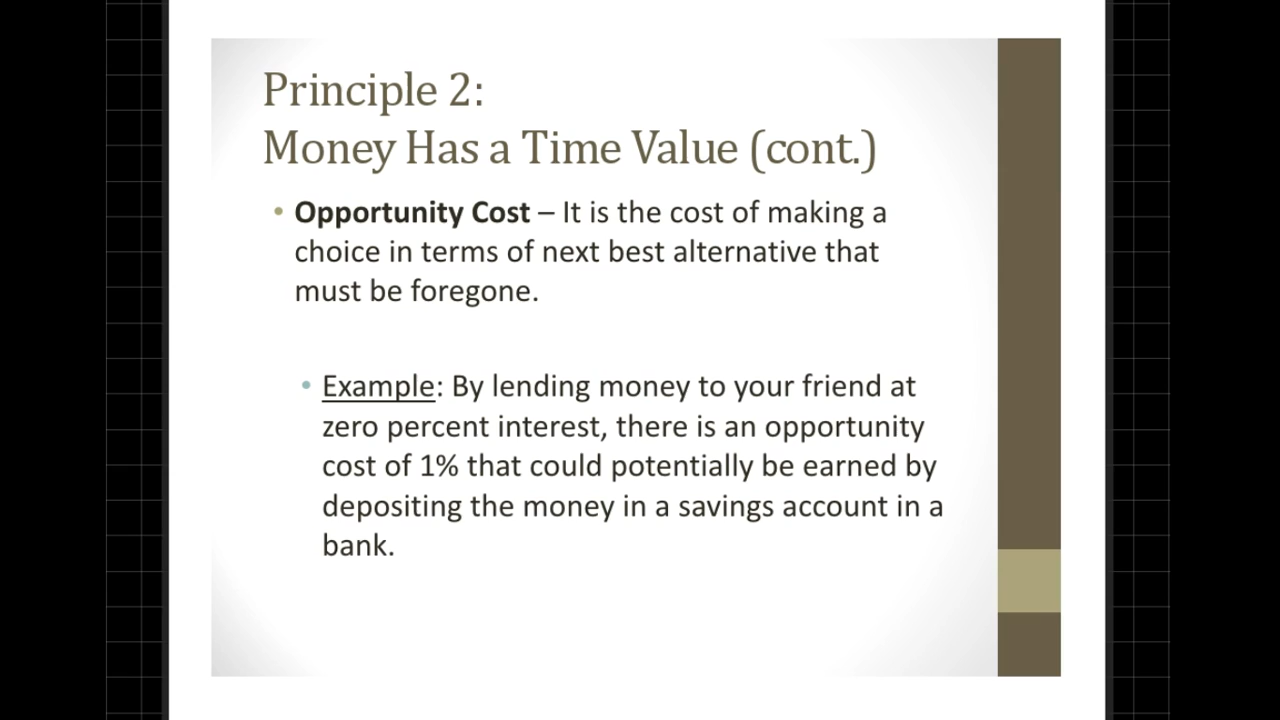 Principle 2:
Money Has a Time Value (cont.)
• Opportunity Cost – It is the cost of making a
choice in terms of next best alternative that
must be foregone.
• Example: By lending money to your friend at
zero percent interest, there is an opportunity
cost of 1% that could potentially be earned by
depositing the money in a savings account in a
bank.